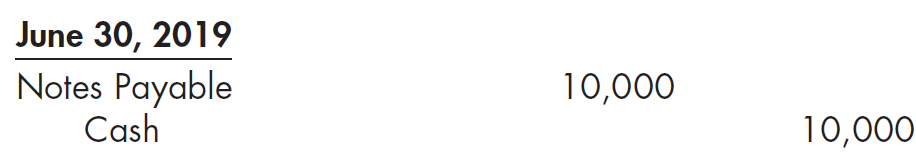 June 30, 2019
Notes Payable 10,000
Cash 10,000